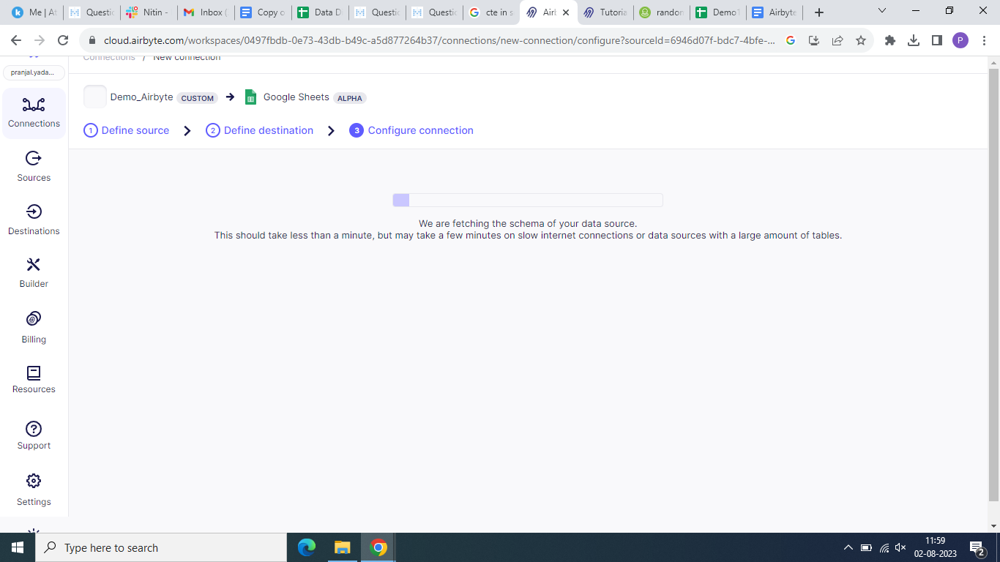 Me | At
Questio
Nitin -
Inbox (
Copy o
Data D
Questic
Questic
cte in s
Airl
Tutoria
randon
Demo1
Airbyte
cloud.airbyte.com/workspaces/0497fbdb-0e73-43db-b49c-a5d877264b37/connections/new-connection/configure?sourceId=6946d07f-bdc7-4bfe-...
P
Connections / New connection
pranjal.yada...
Demo_Airbyte CUSTOM Google Sheets ALPHA
1 Define source 2 Define destination 3 Configure connection
Connections
Sources
Destinations
Builder
Billing
Resources
Support
Settings
We are fetching the schema of your data source.
This should take less than a minute, but may take a few minutes on slow internet connections or data sources with a large amount of tables.
Type here to search
11:59
02-08-2023
2